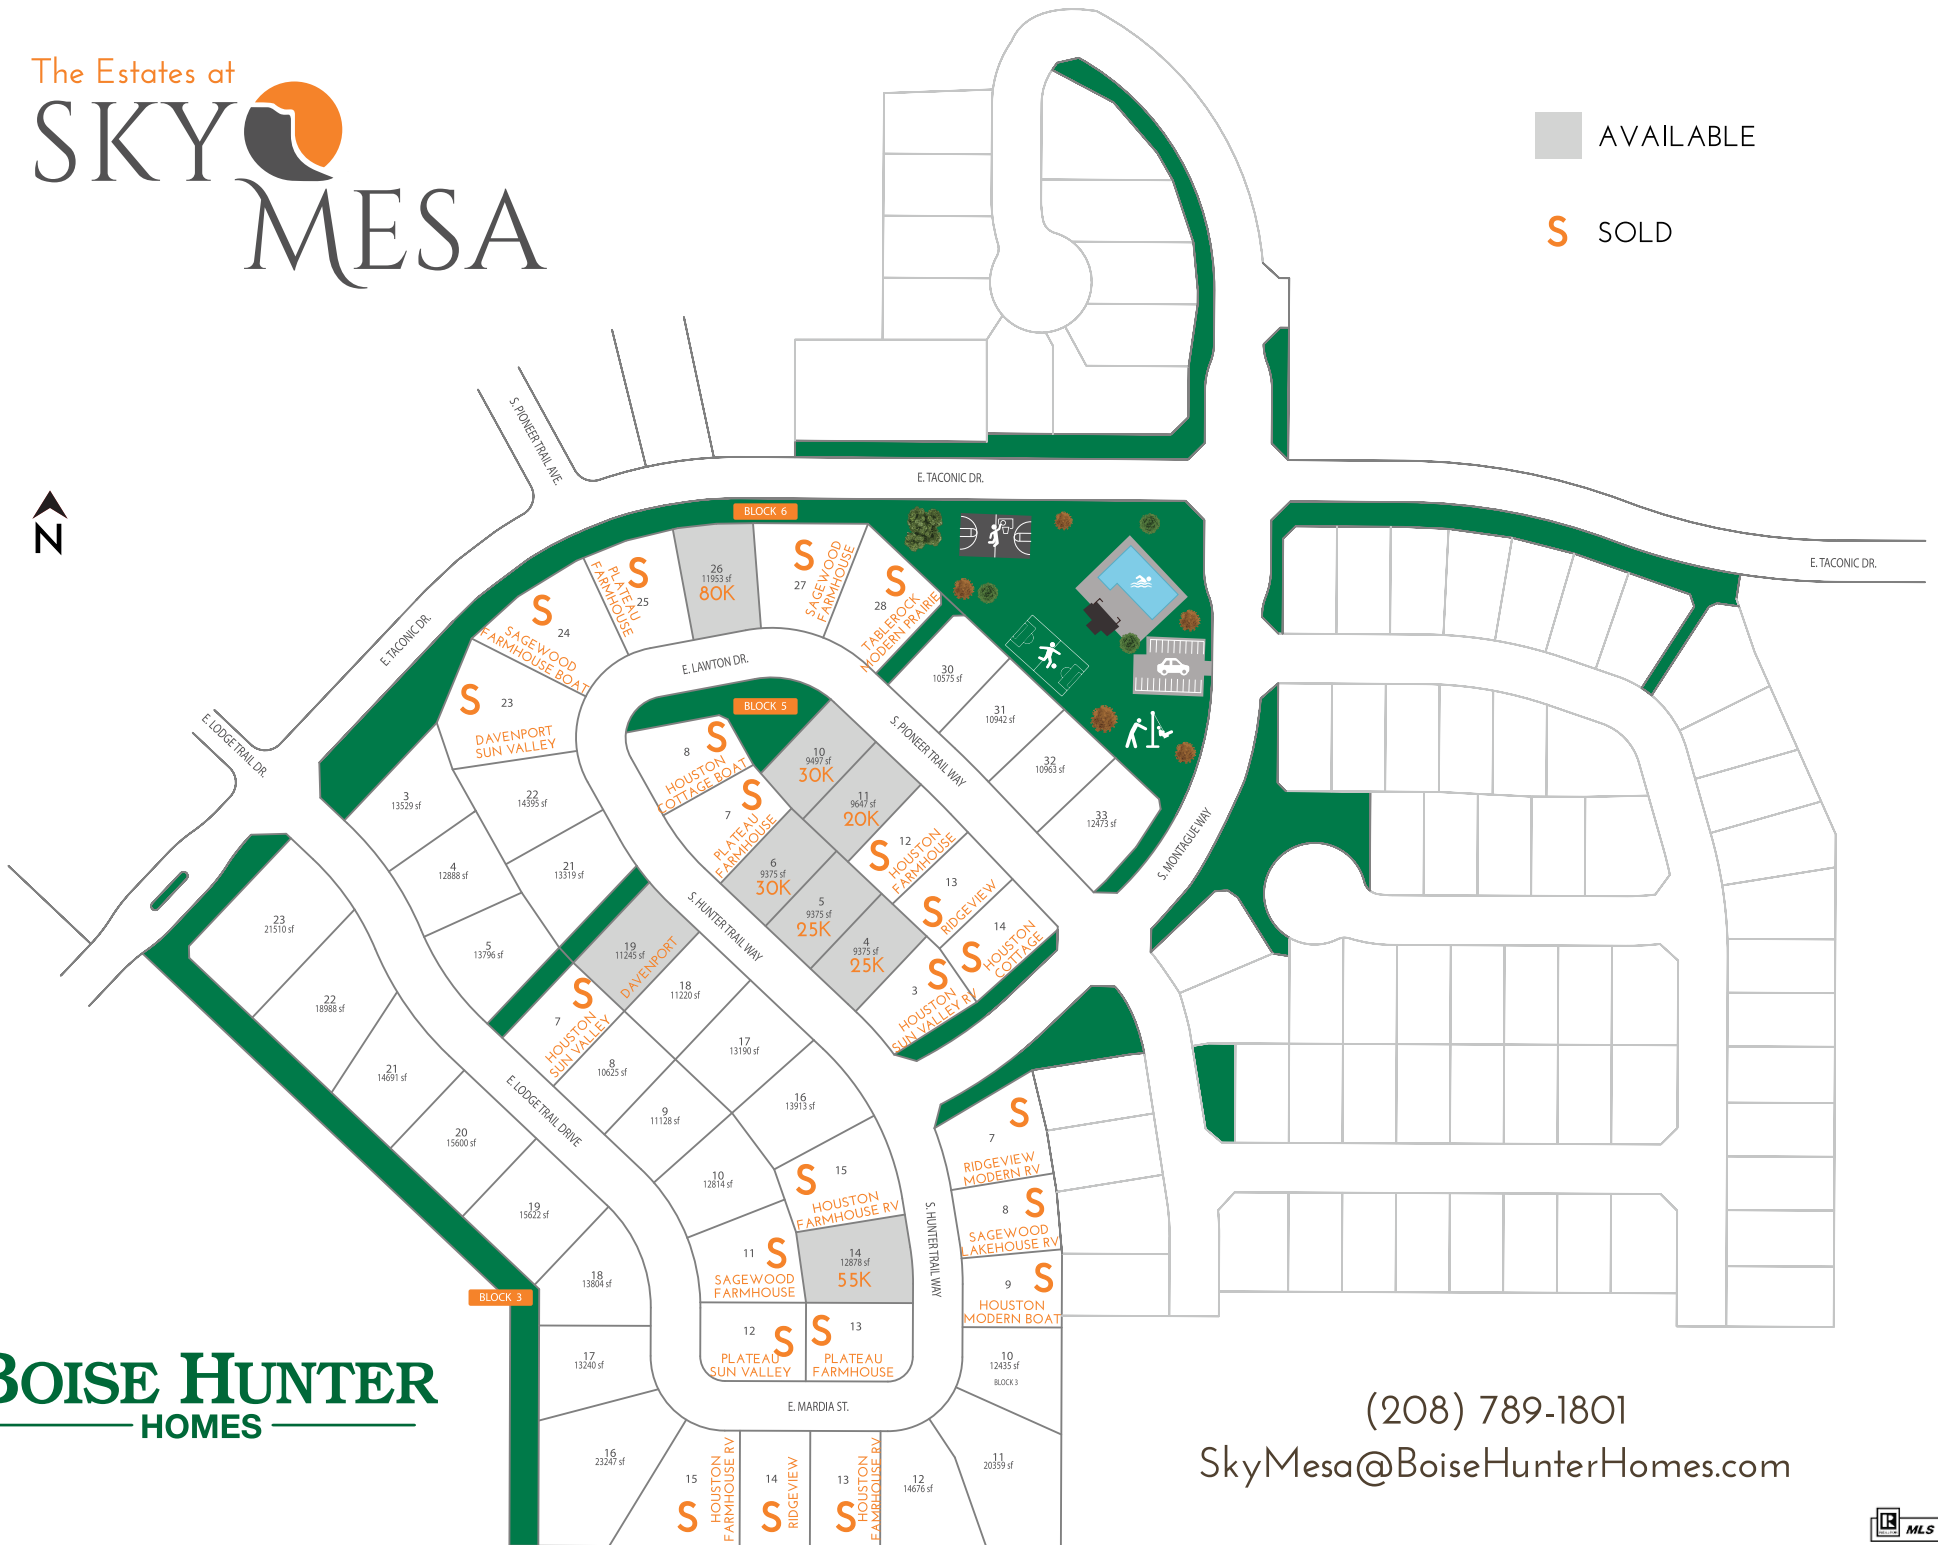 The Estates at
SKY
MESA
AVAILABLE
S SOLD
N
S. PIONEER TRAIL AVE.
E. TACONIC DR.
E. TACONIC DR.
E. TACONIC DR.
E. LODGE TRAIL DR.
BLOCK 6
26
11953 sf
80K
S
27
SAGEWOOD
FARMHOUSE
S
28
TABLEROCK
MODERN PRAIRIE
S
25
PLATEAU
FARMHOUSE
S
24
SAGEWOOD
FARMHOUSE BOAT
S
23
DAVENPORT
SUN VALLEY
E. LAWTON DR.
30
10575 sf
31
10942 sf
32
10963 sf
33
12473 sf
S. PIONEER TRAIL WAY
S. MONTAGUE WAY
BLOCK 5
8
S
HOUSTON
COTTAGE BOAT
7
S
PLATEAU
FARMHOUSE
10
9497 sf
30K
11
9647 sf
20K
12
S
HOUSTON
FARMHOUSE
13
S
RIDGEVIEW
14
S
HOUSTON
COTTAGE
6
9375 sf
30K
5
9375 sf
25K
4
9375 sf
25K
3
S
HOUSTON
SUN VALLEY RV
S. HUNTER TRAIL WAY
3
13529 sf
22
14395 sf
4
12888 sf
21
13319 sf
5
13796 sf
19
11245 sf
DAVENPORT
18
11220 sf
7
S
HOUSTON
SUN VALLEY
8
10625 sf
17
13190 sf
9
11128 sf
16
13913 sf
10
12814 sf
S
15
HOUSTON
FARMHOUSE RV
11
S
SAGEWOOD
FARMHOUSE
14
12878 sf
55K
12
S
PLATEAU
SUN VALLEY
S
13
PLATEAU
FARMHOUSE
E. LODGE TRAIL DRIVE
S. HUNTER TRAIL WAY
E. MARDIA ST.
23
21510 sf
22
18988 sf
21
14691 sf
20
15600 sf
19
15622 sf
18
13804 sf
BLOCK 3
17
13240 sf
16
23247 sf
15
S
HOUSTON
FARMHOUSE RV
14
S
RIDGEVIEW
13
S
HOUSTON
FAMRHOUSE RV
12
14676 sf
11
20359 sf
10
12435 sf
BLOCK 3
S
7
RIDGEVIEW
MODERN RV
8
S
SAGEWOOD
LAKEHOUSE RV
9
S
HOUSTON
MODERN BOAT
BOISE HUNTER
HOMES
(208) 789-1801
SkyMesa@BoiseHunterHomes.com
R
MLS